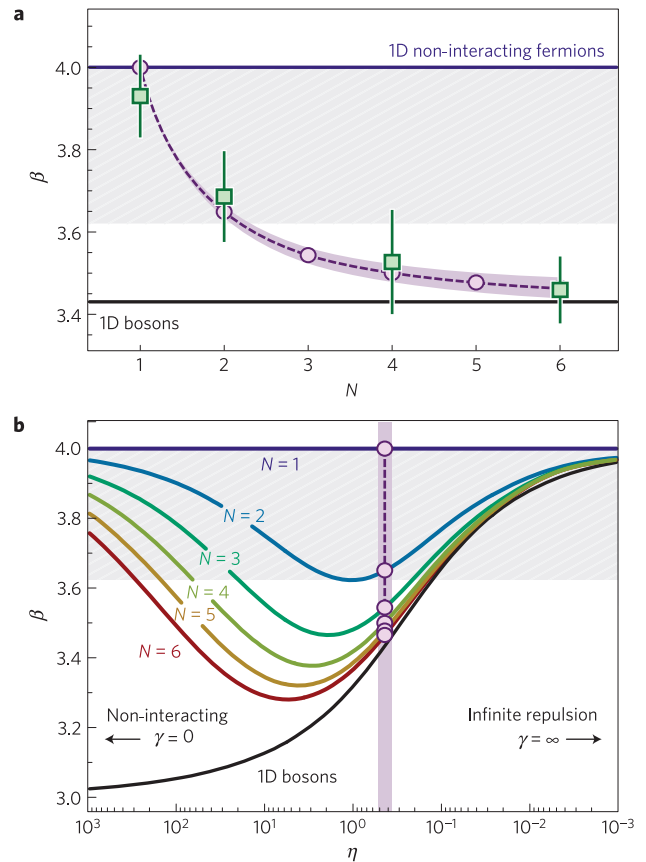 a
1D non-interacting fermions
4.0
3.8
3.6
3.4
β
1D bosons
1 2 3 4 5 6
N
b
4.0
3.8
3.6
3.4
3.2
3.0
β
N = 1
N = 2
N = 3
N = 4
N = 5
N = 6
Non-interacting
γ = 0
Infinite repulsion
γ = ∞
1D bosons
10³ 10² 10¹ 10⁰ 10⁻¹ 10⁻² 10⁻³
η